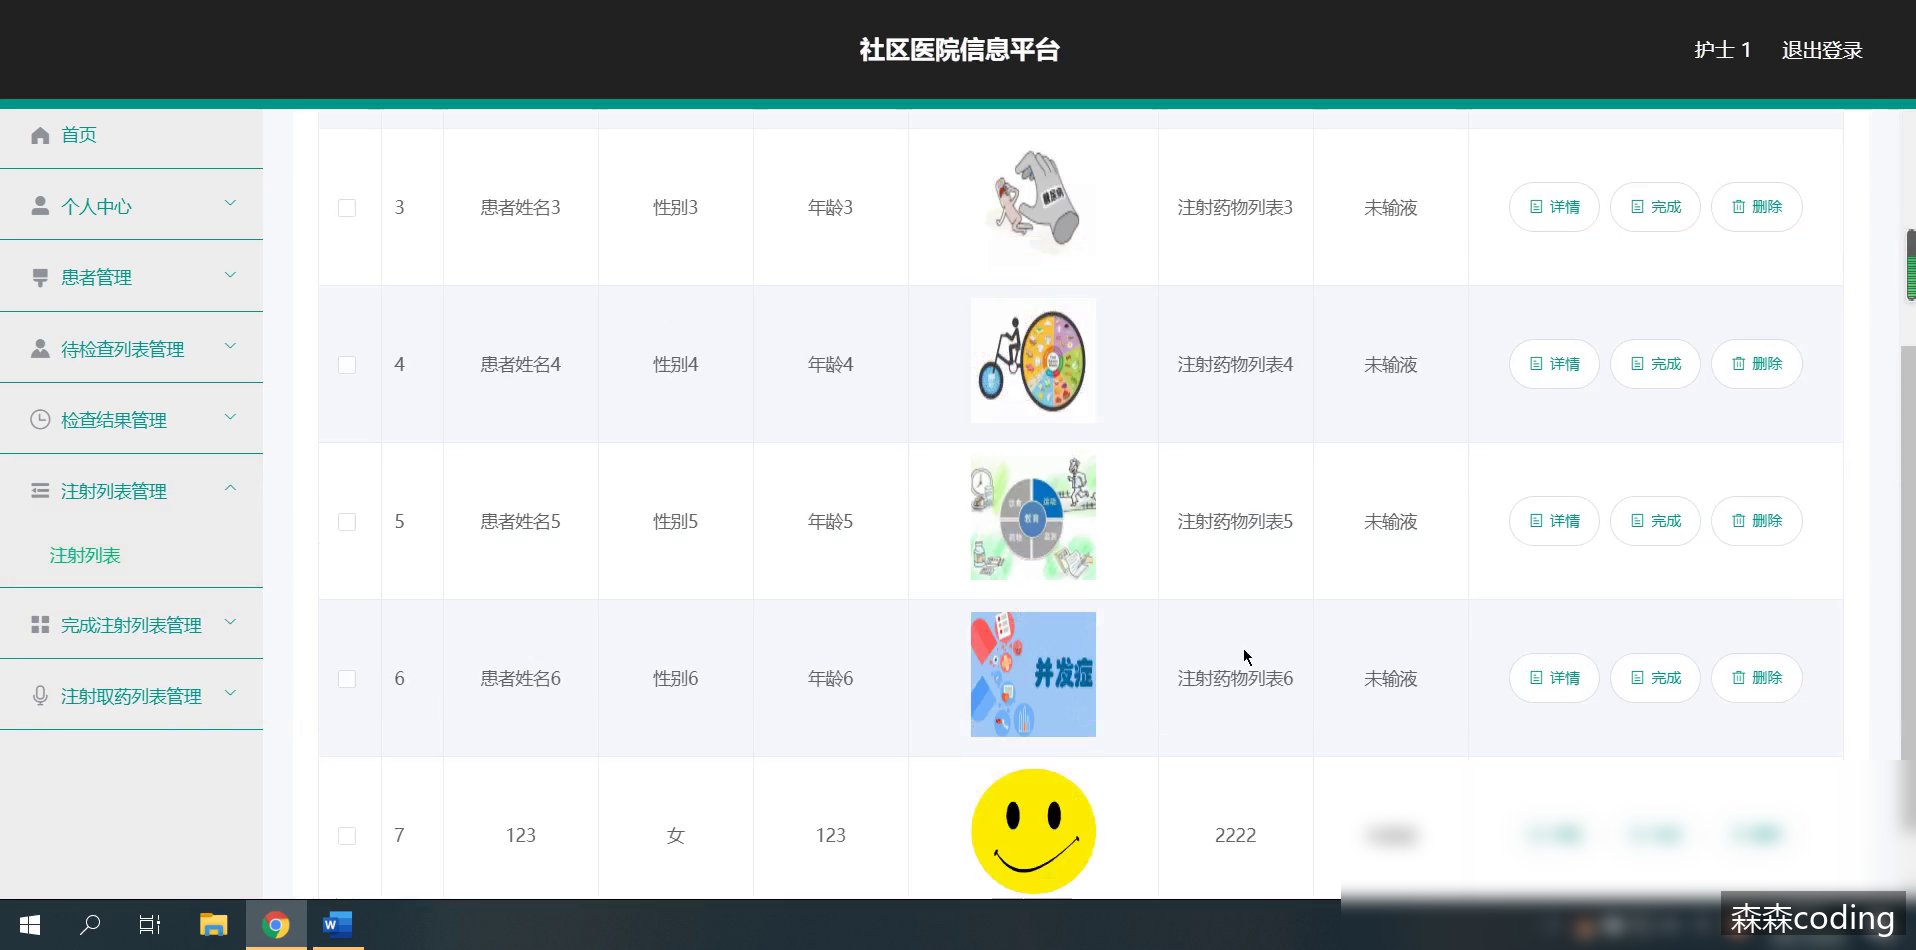 社区医院信息平台
护士 1 退出登录
首页
个人中心
患者管理
待检查列表管理
检查结果管理
注射列表管理
注射列表
完成注射列表管理
注射取药列表管理
3 患者姓名3 性别3 年龄3 糖尿病 注射药物列表3 未输液 详情 完成 删除
4 患者姓名4 性别4 年龄4 注射药物列表4 未输液 详情 完成 删除
5 患者姓名5 性别5 年龄5 教育 注射药物列表5 未输液 详情 完成 删除
6 患者姓名6 性别6 年龄6 并发症 注射药物列表6 未输液 详情 完成 删除
7 123 女 123 2222
森森coding